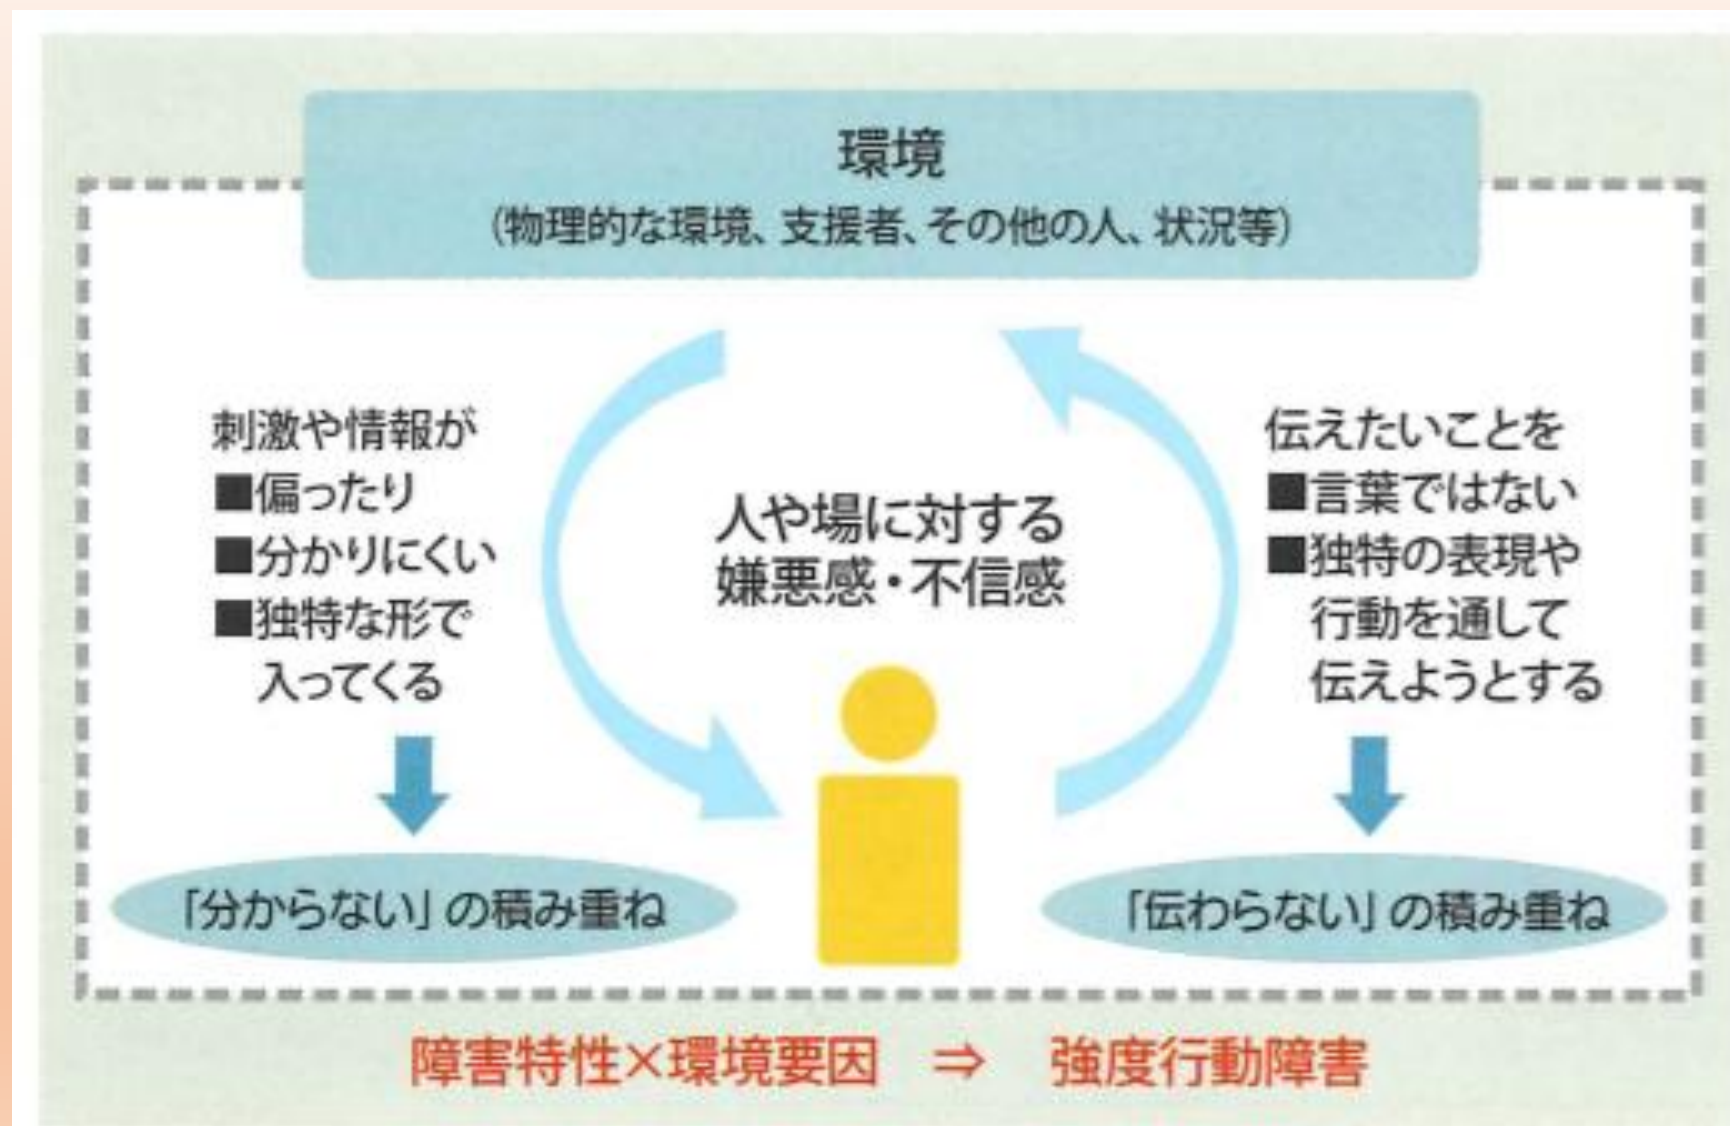 環境
(物理的な環境、支援者、その他の人、状況等)
刺激や情報が
■偏ったり
■分かりにくい
■独特な形で
入ってくる
人や場に対する
嫌悪感・不信感
伝えたいことを
■言葉ではない
■独特の表現や
行動を通して
伝えようとする
「分からない」の積み重ね
「伝わらない」の積み重ね
障害特性×環境要因 ⇒ 強度行動障害